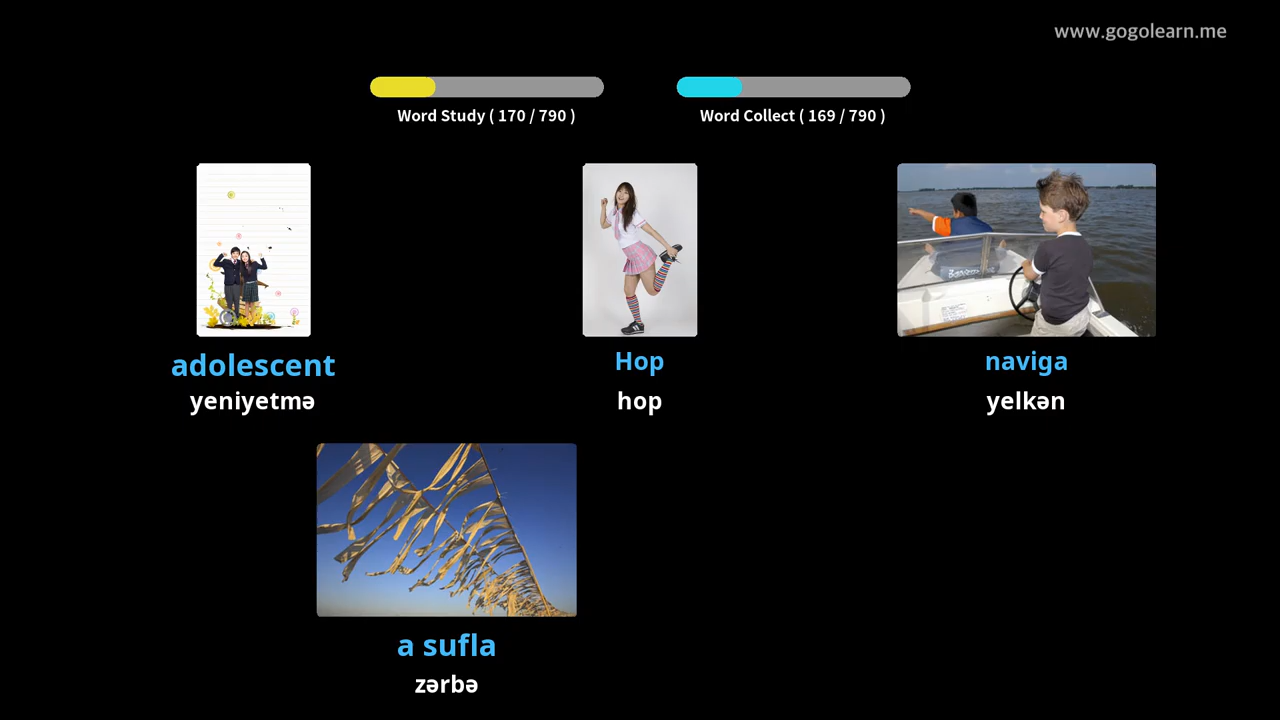 www.gogolearn.me
Word Study ( 170 / 790 )
Word Collect ( 169 / 790 )
adolescent
yeniyetmə
Hop
hop
naviga
yelkən
a sufla
zərbə